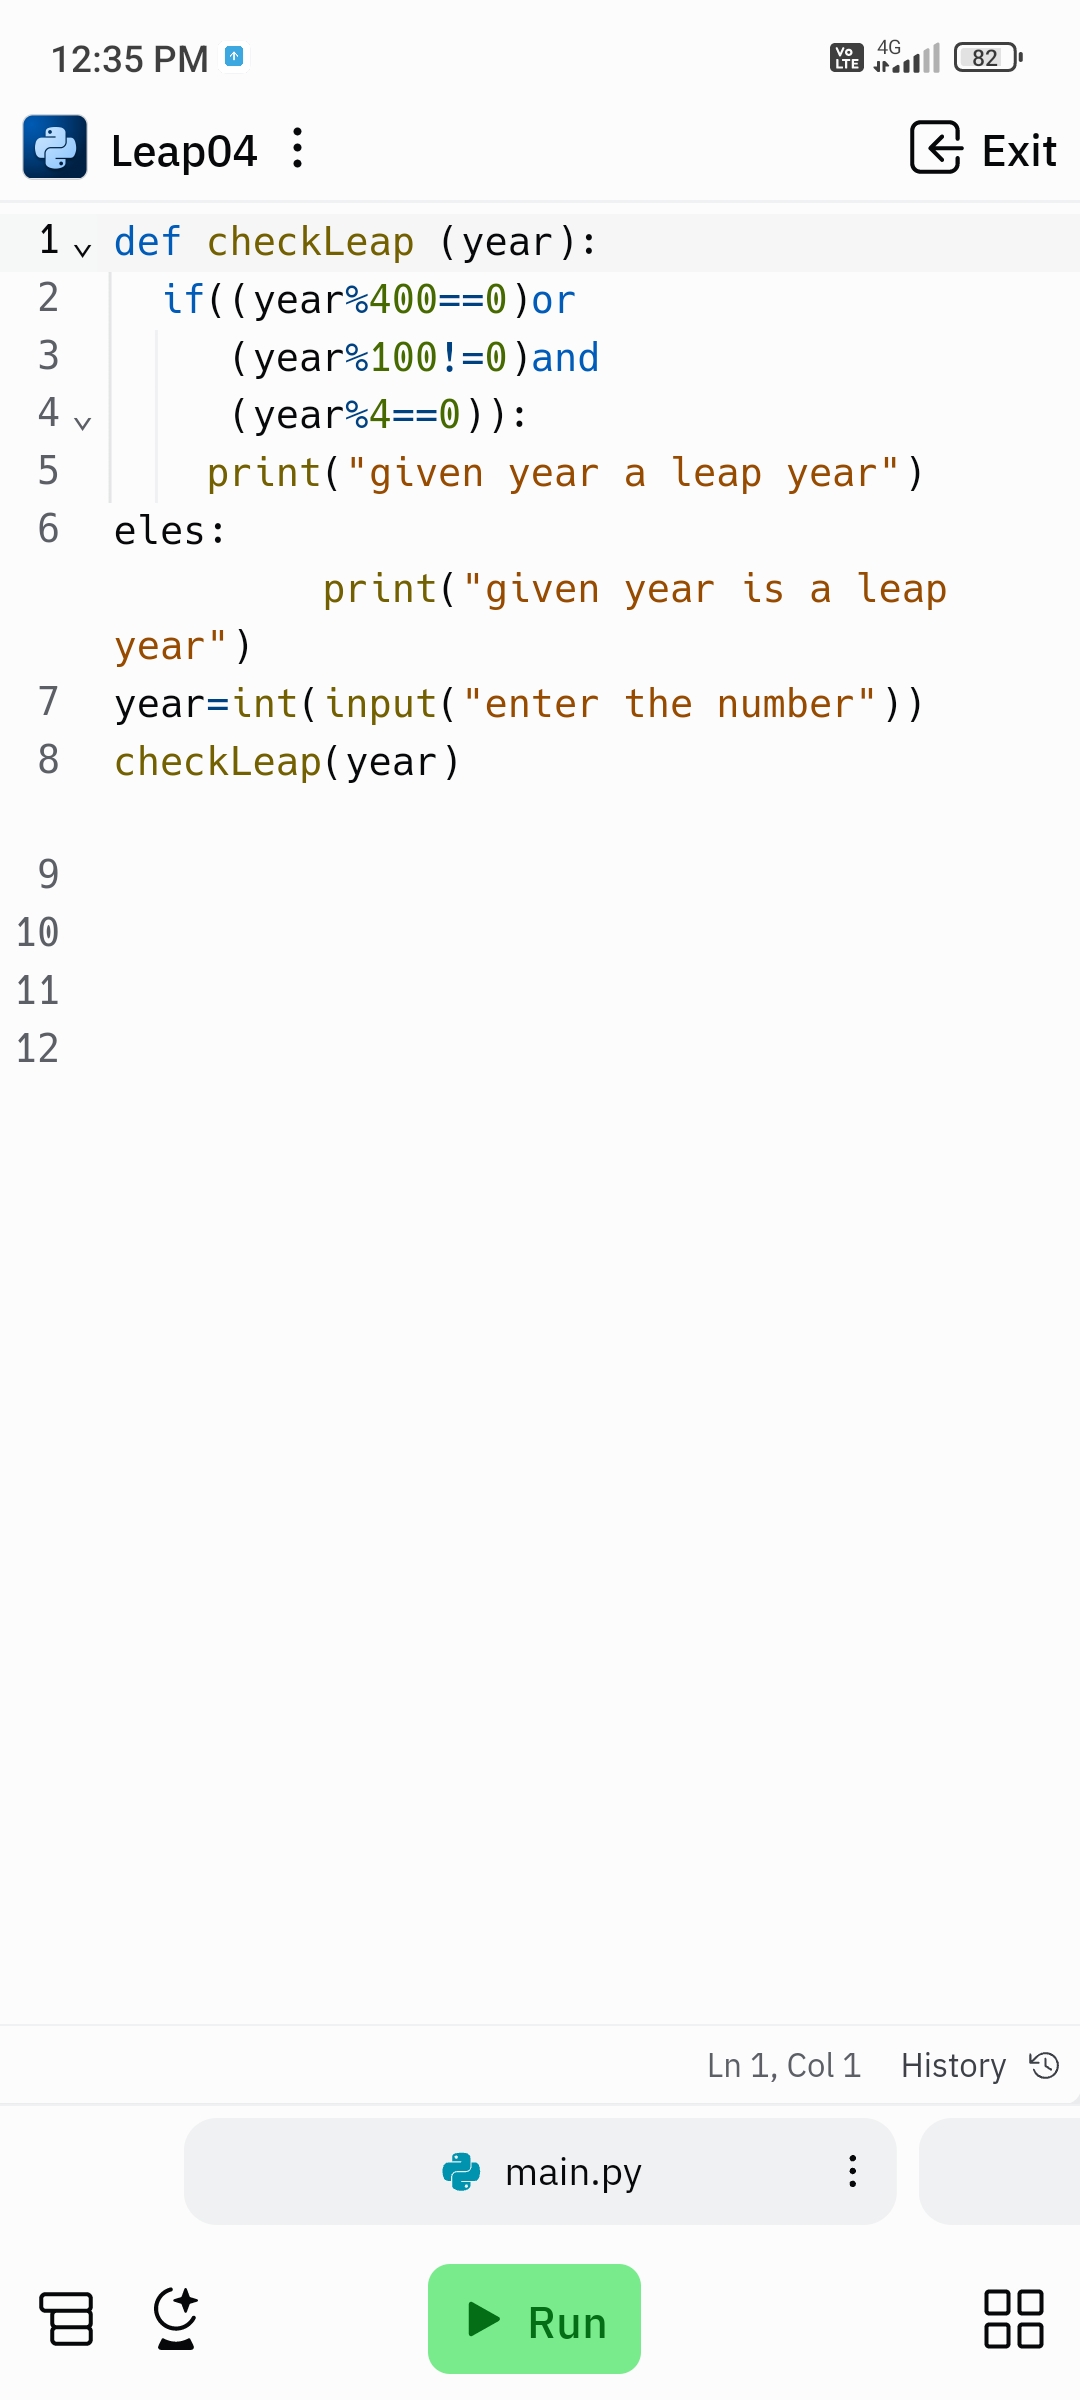 12:35 PM
Vo LTE 4G 82
Leap04 Exit
1 def checkLeap (year):
2 if((year%400==0)or
3 (year%100!=0)and
4 (year%4==0)):
5 print("given year a leap year")
6 eles:
print("given year is a leap
year")
7 year=int(input("enter the number"))
8 checkLeap(year)
9
10
11
12
Ln 1, Col 1 History
main.py
Run